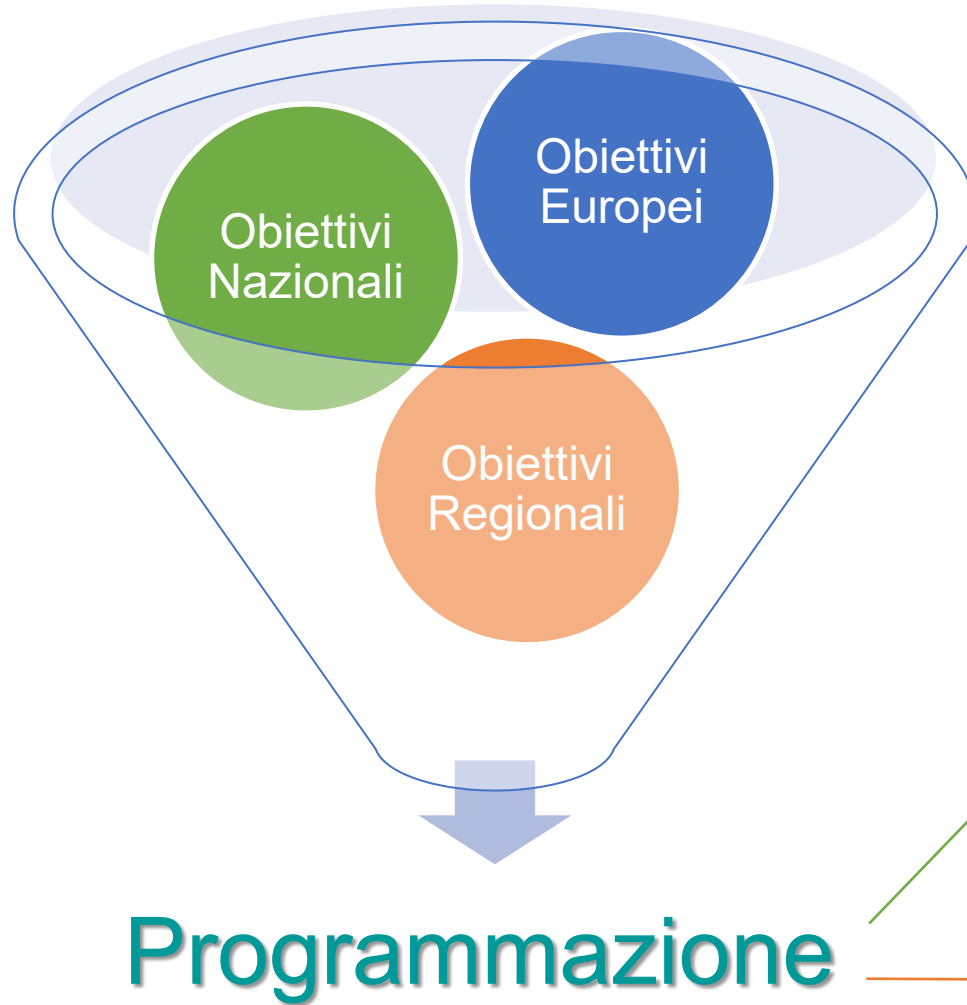 Obiettivi
Europei
Obiettivi
Nazionali
Obiettivi
Regionali
Programmazione